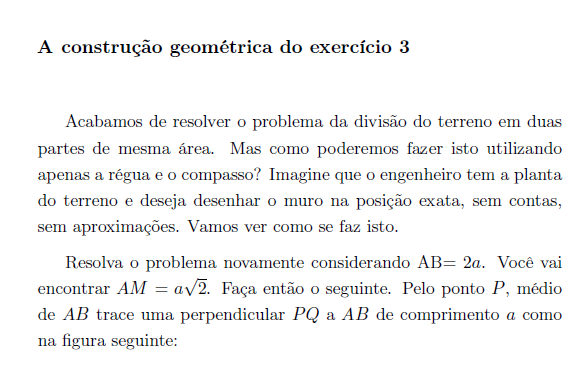 A construção geométrica do exercício 3
Acabamos de resolver o problema da divisão do terreno em duas
partes de mesma área. Mas como poderemos fazer isto utilizando
apenas a régua e o compasso? Imagine que o engenheiro tem a planta
do terreno e deseja desenhar o muro na posição exata, sem contas,
sem aproximações. Vamos ver como se faz isto.
Resolva o problema novamente considerando AB= 2a. Você vai
encontrar AM = a√2. Faça então o seguinte. Pelo ponto P, médio
de AB trace uma perpendicular PQ a AB de comprimento a como
na figura seguinte: